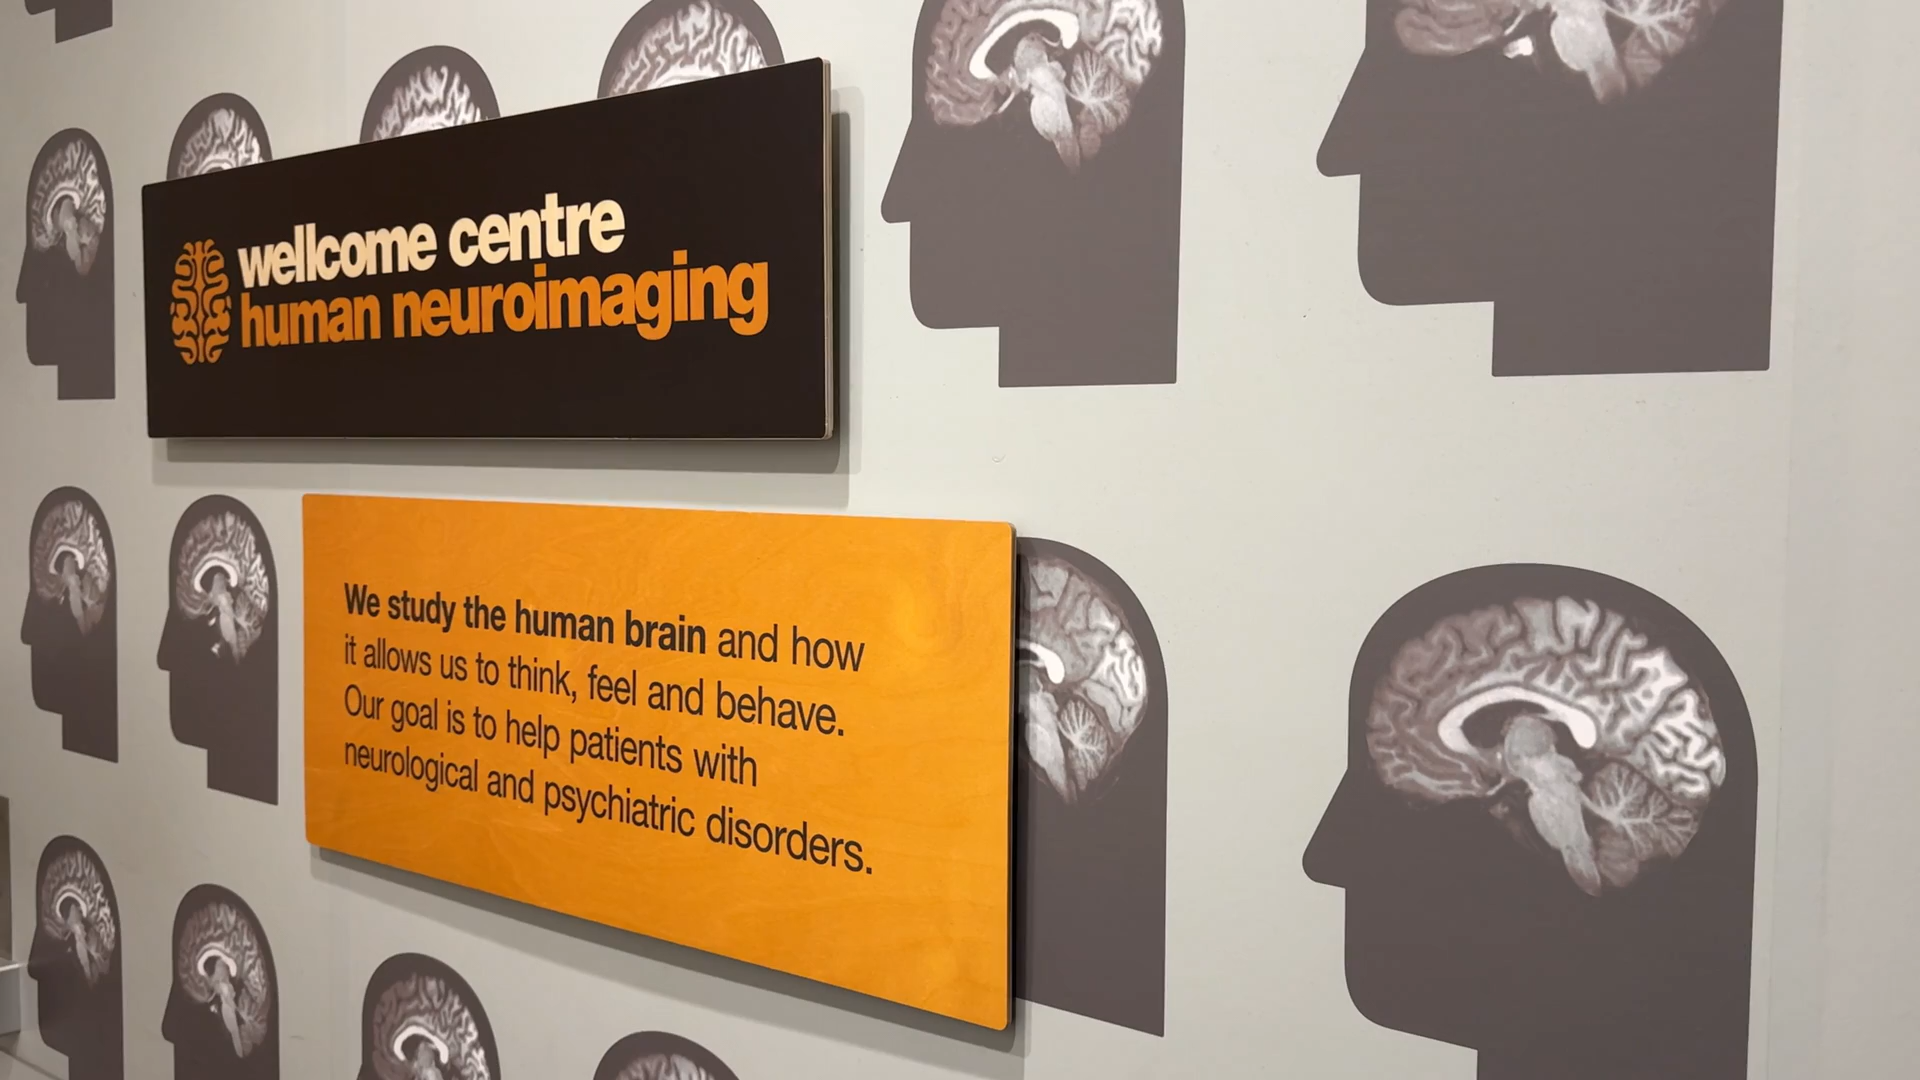 wellcome centre
human neuroimaging
We study the human brain and how
it allows us to think, feel and behave.
Our goal is to help patients with
neurological and psychiatric disorders.